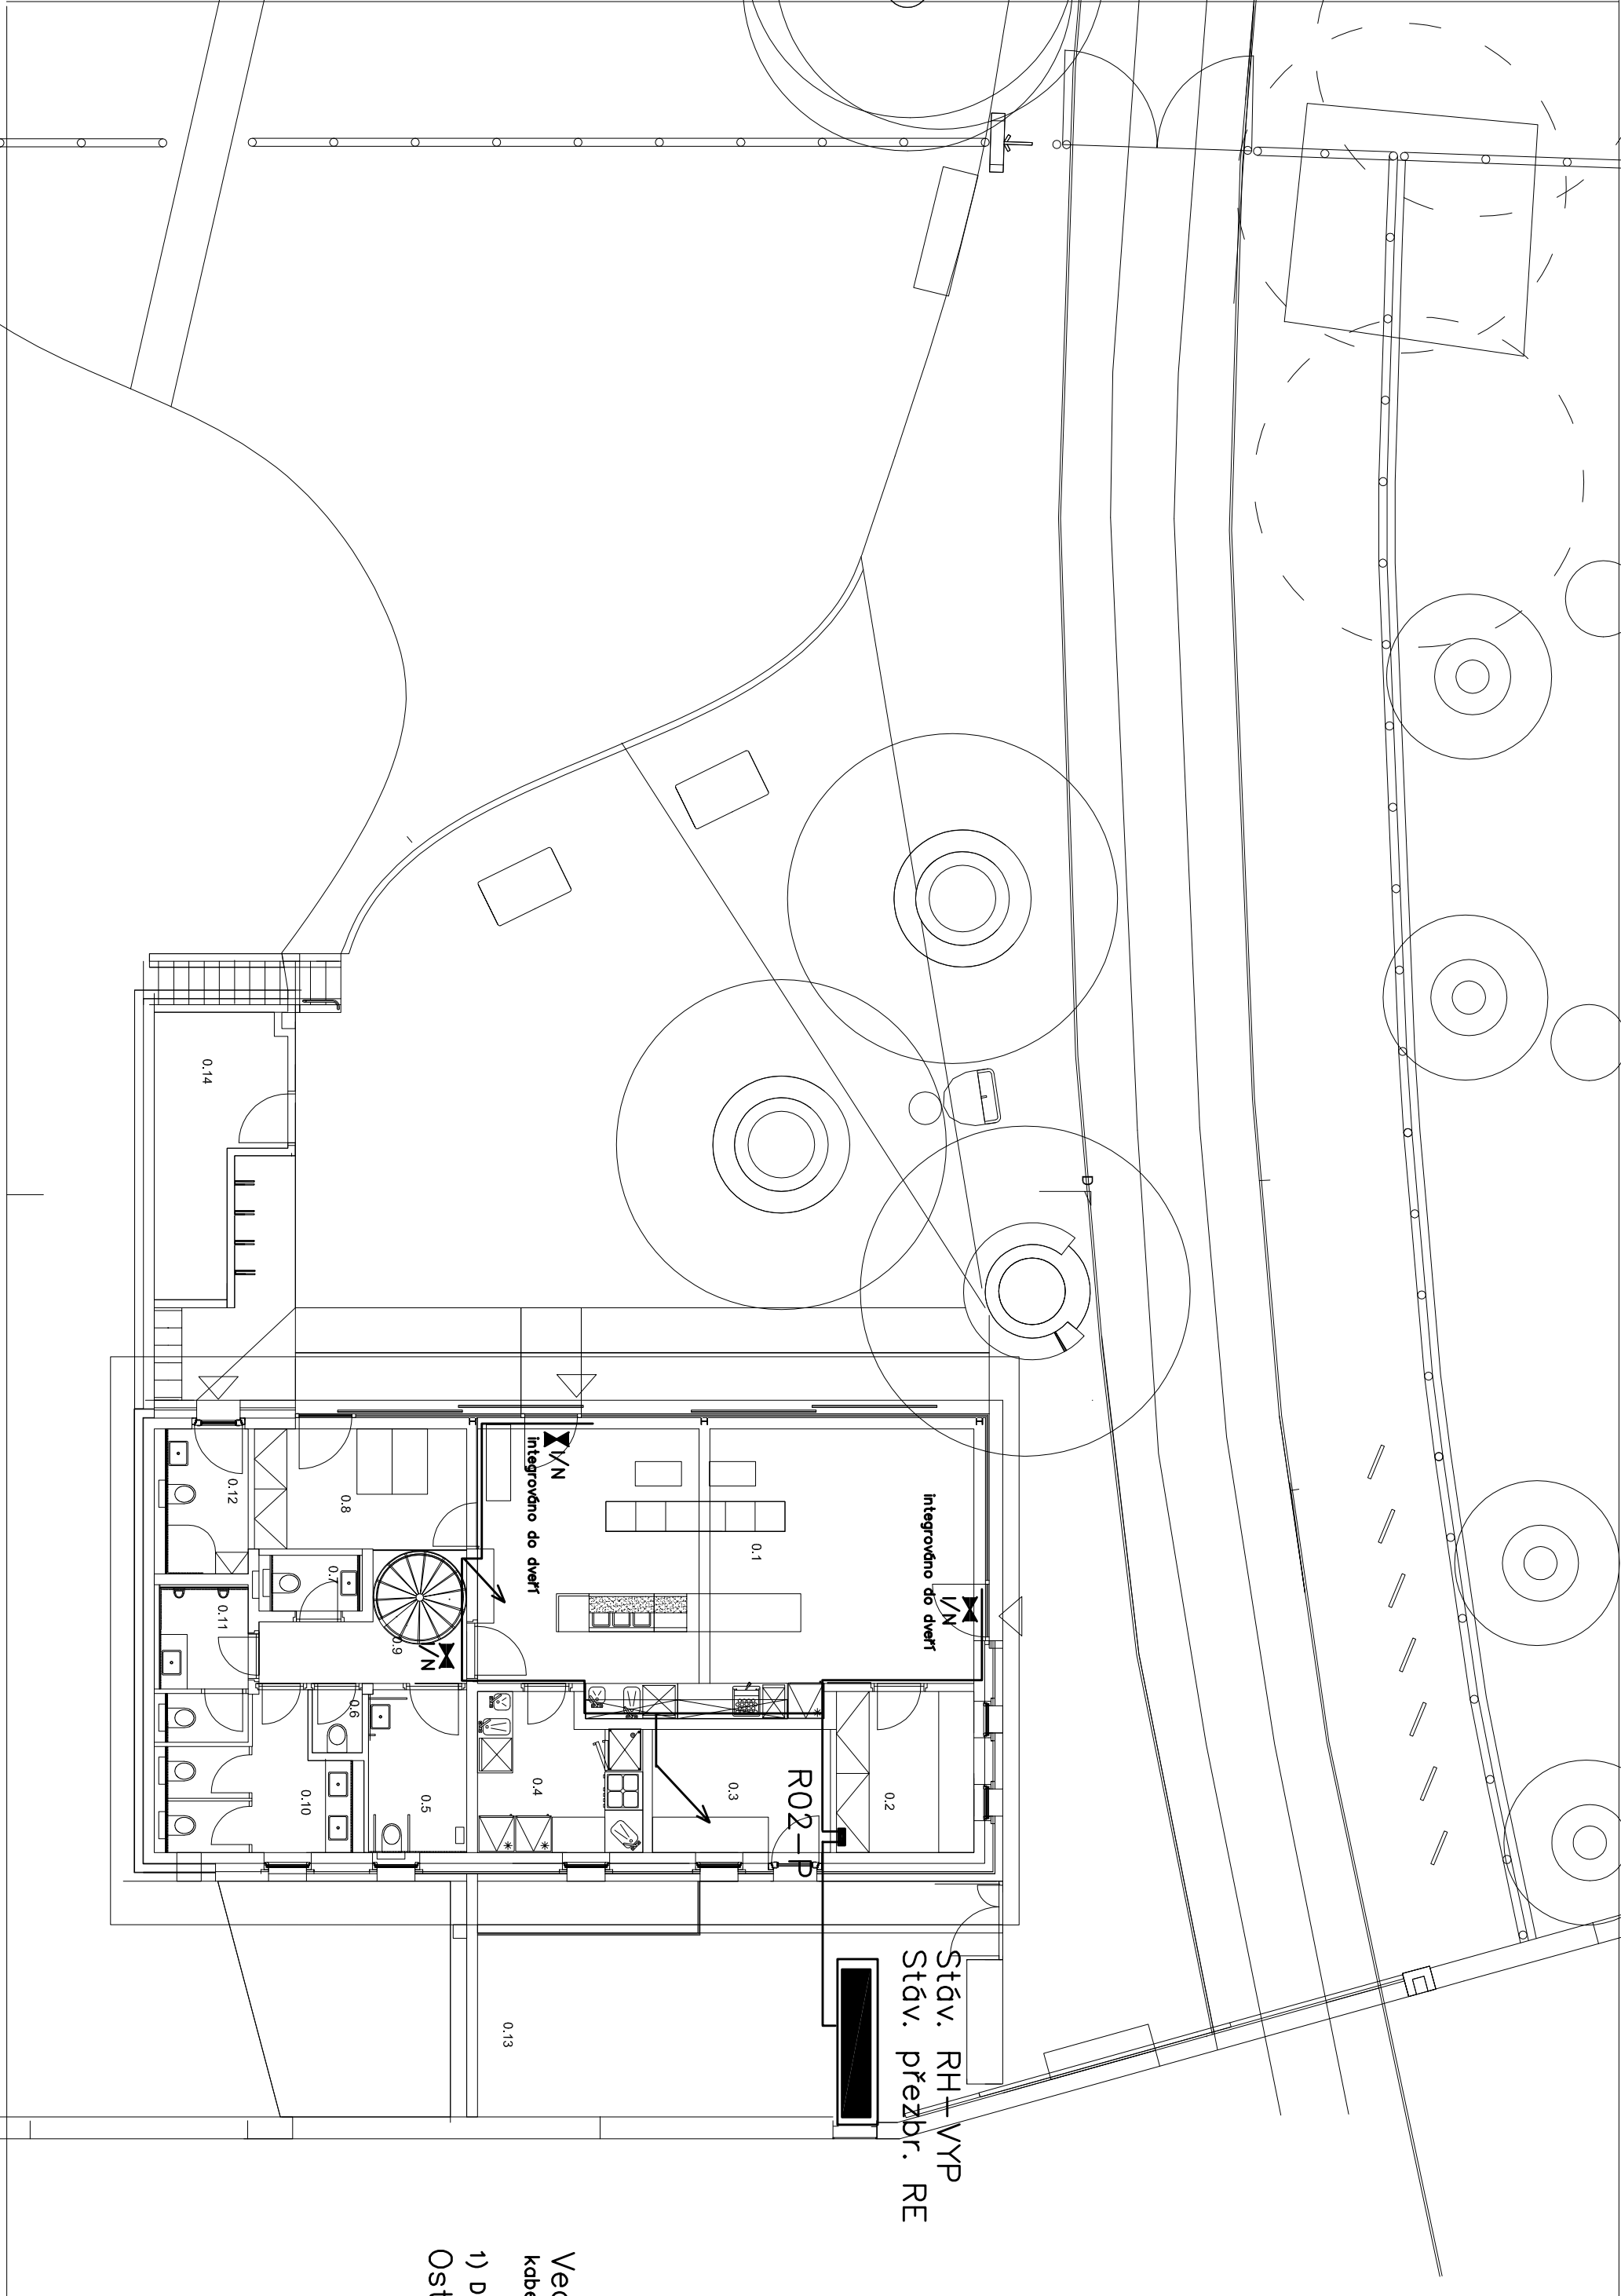 Stáv. RH-VYP
Stáv. přezbr. RE
integrováno do dveří
I/N
0.2
R02-P
0.1
0.3
I/N
integrováno do dveří
0.4
I/N
0.13
0.5
0.9
0.8
0.6
0.7
0.10
0.12
0.11
0.14
D
1) D